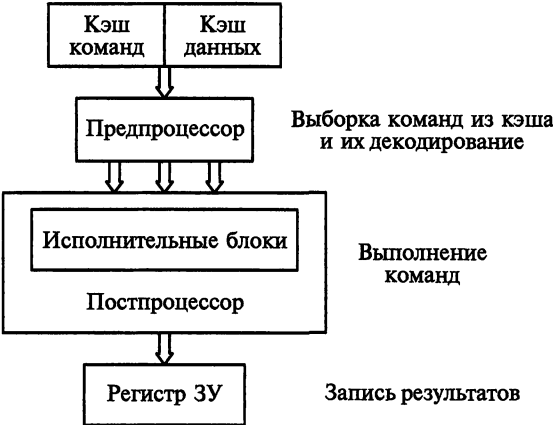 Кэш
команд
Кэш
данных
Предпроцессор
Выборка команд из кэша
и их декодирование
Исполнительные блоки
Постпроцессор
Выполнение
команд
Регистр ЗУ
Запись результатов